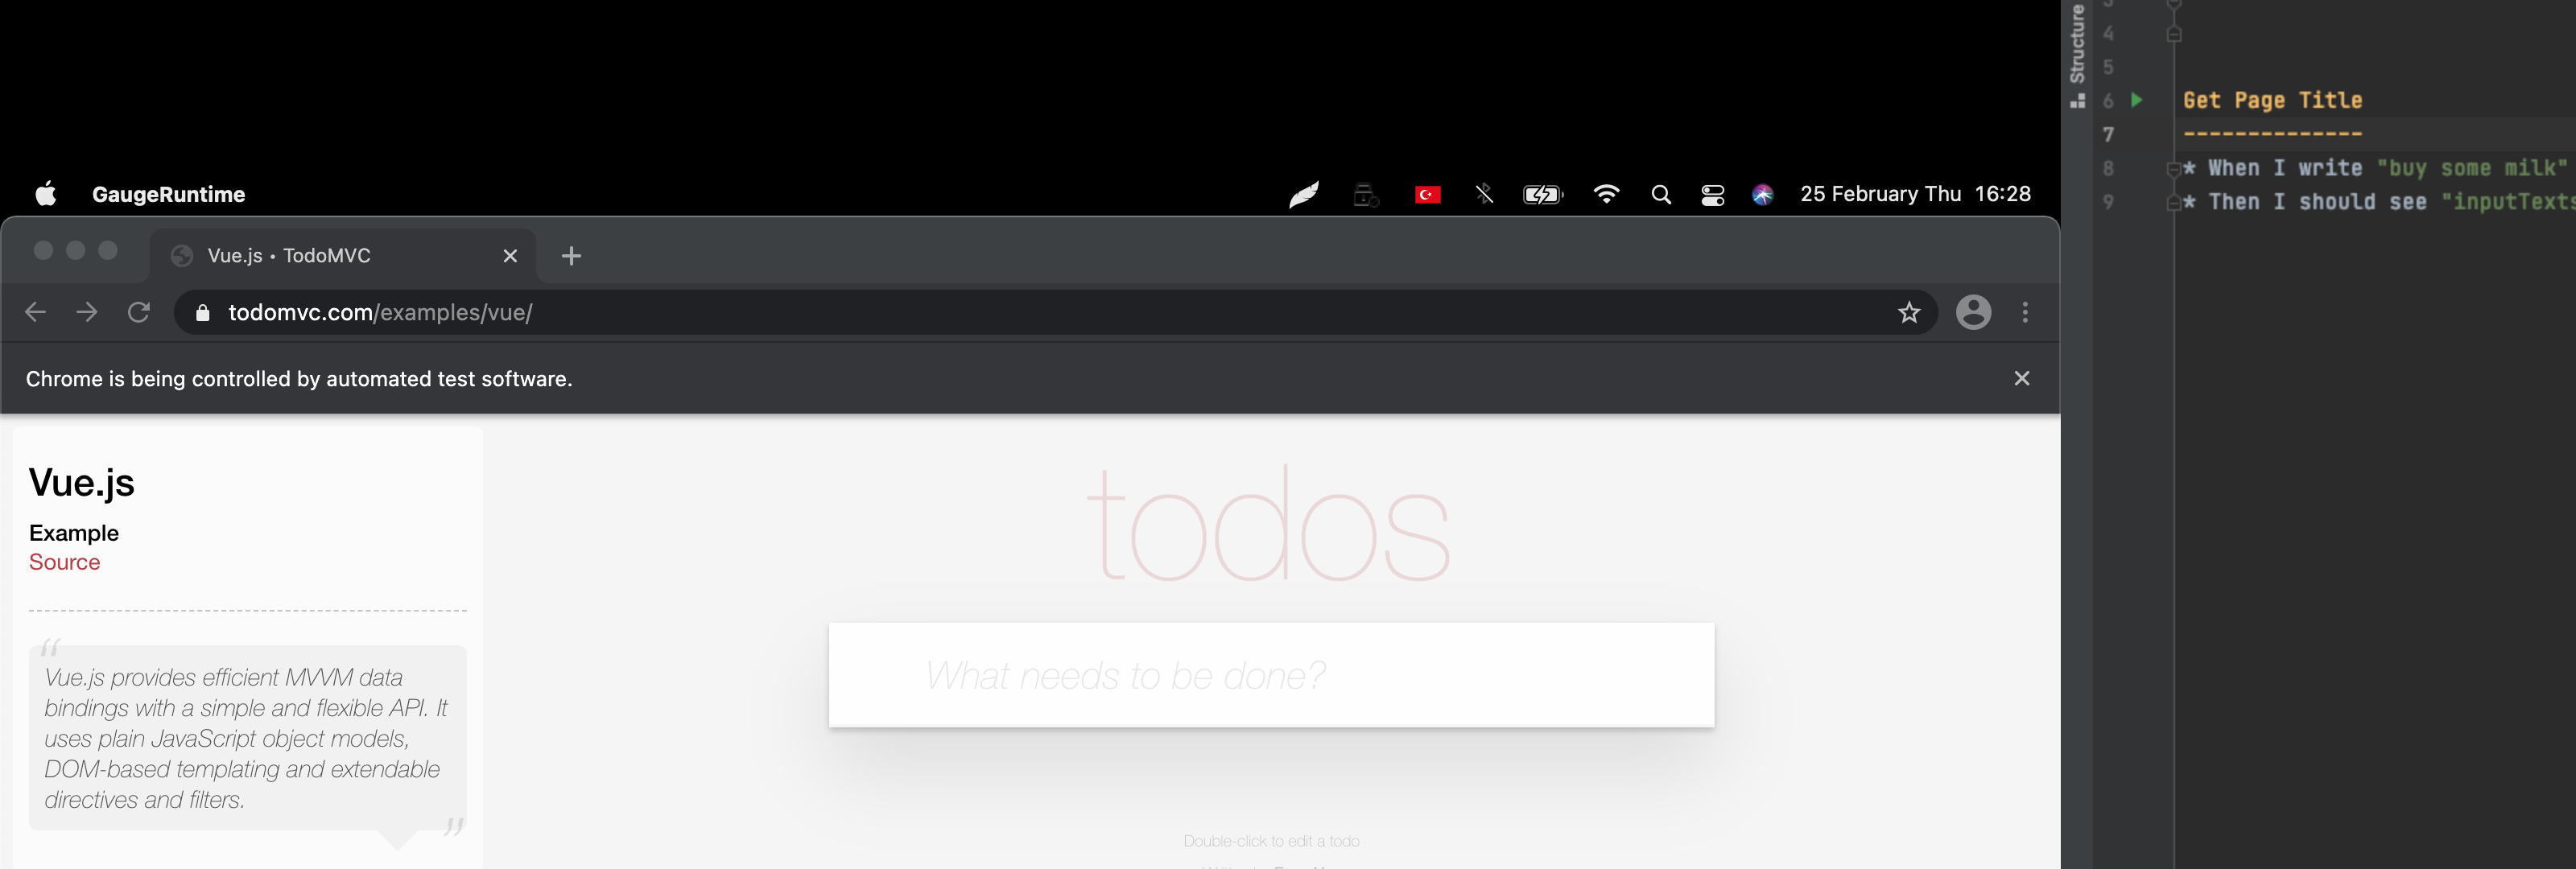 GaugeRuntime
25 February Thu 16:28
Vue.js • TodoMVC
todomvc.com/examples/vue/
Chrome is being controlled by automated test software.
Vue.js
Example
Source
“
Vue.js provides efficient MVVM data
bindings with a simple and flexible API. It
uses plain JavaScript object models,
DOM-based templating and extendable
directives and filters.
”
todos
What needs to be done?
Double-click to edit a todo
Structure
4
5
6 Get Page Title
7 --------------
8 * When I write "buy some milk"
9 * Then I should see "inputTexts